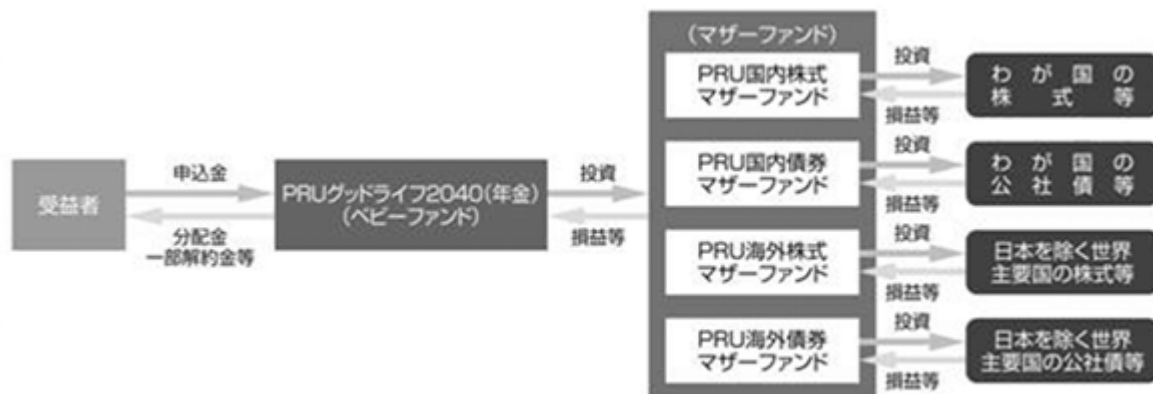 受益者
申込金
分配金
一部解約金等
PRUグッドライフ2040(年金)
(ベビーファンド)
投資
損益等
(マザーファンド)
PRU国内株式
マザーファンド
投資
損益等
わが国の
株式等
PRU国内債券
マザーファンド
投資
損益等
わが国の
公社債等
PRU海外株式
マザーファンド
投資
損益等
日本を除く世界
主要国の株式等
PRU海外債券
マザーファンド
投資
損益等
日本を除く世界
主要国の公社債等